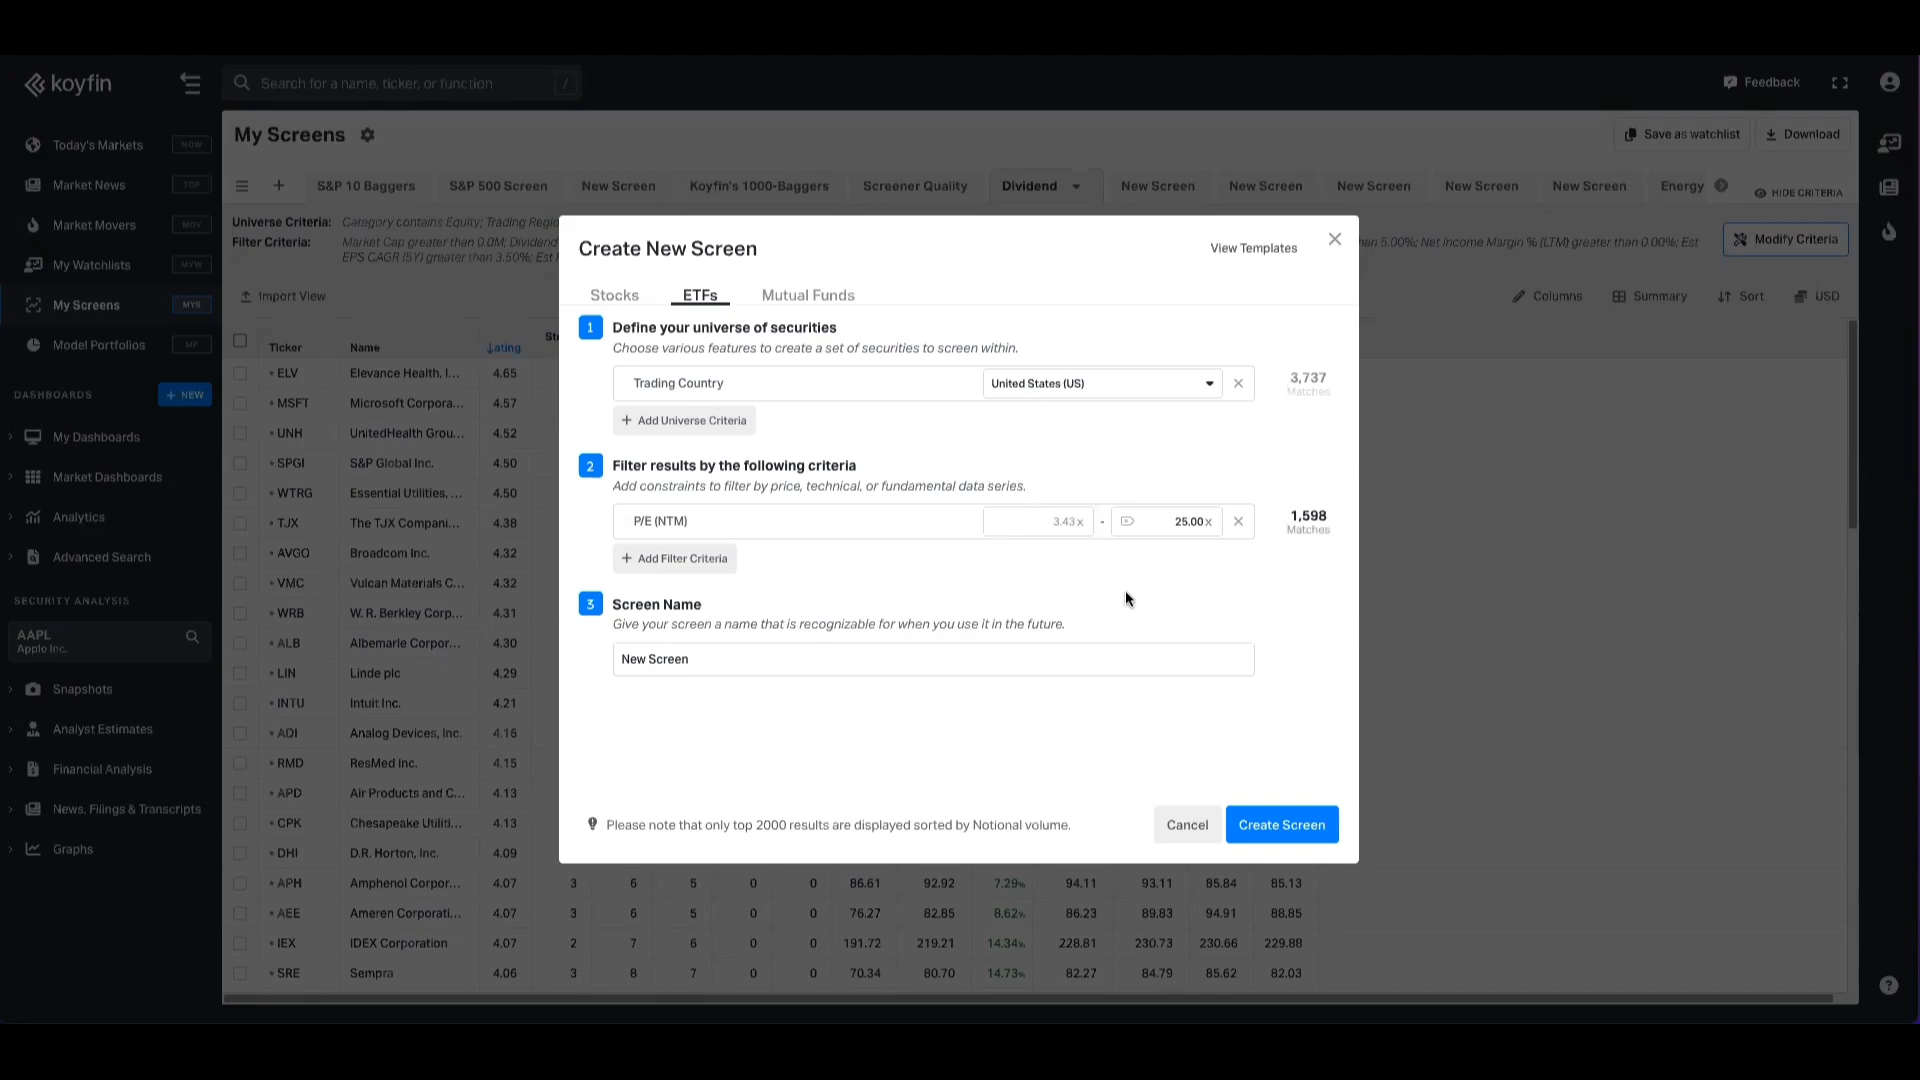 koyfin
Search for a name, ticker, or function /
Feedback
Today's Markets NOW
Market News TOP
Market Movers MOV
My Watchlists MYW
My Screens MYS
Model Portfolios MP
DASHBOARDS + NEW
My Dashboards
Market Dashboards
Analytics
Advanced Search
SECURITY ANALYSIS
AAPL
Apple Inc.
Snapshots
Analyst Estimates
Financial Analysis
News, Filings & Transcripts
Graphs
My Screens
Save as watchlist Download
S&P 10 Baggers S&P 500 Screen New Screen Koyfin's 1000-Baggers Screener Quality Dividend New Screen New Screen New Screen New Screen New Screen Energy HIDE CRITERIA
Universe Criteria: Category contains Equity; Trading Regio
Filter Criteria: Market Cap greater than 0.0M; Dividend
an 5.00%; Net Income Margin % (LTM) greater than 0.00%; Est
EPS CAGR (5Y) greater than 3.50%; Est
Modify Criteria
Import View Columns Summary Sort USD
Ticker Name ↓ating St
ELV Elevance Health, I... 4.65
MSFT Microsoft Corpora... 4.57
UNH UnitedHealth Grou... 4.52
SPGI S&P Global Inc. 4.50
WTRG Essential Utilities, ... 4.50
TJX The TJX Compani... 4.38
AVGO Broadcom Inc. 4.32
VMC Vulcan Materials C... 4.32
WRB W. R. Berkley Corp... 4.31
ALB Albemarle Corpor... 4.30
LIN Linde plc 4.29
INTU Intuit Inc. 4.21
ADI Analog Devices, Inc. 4.16
RMD ResMed Inc. 4.15
APD Air Products and C... 4.13
CPK Chesapeake Utiliti... 4.13
DHI D.R. Horton, Inc. 4.09
APH Amphenol Corpor... 4.07 3 6 5 0 0 86.61 92.92 7.29% 94.11 93.11 85.84 85.13
AEE Ameren Corporati... 4.07 3 6 5 0 0 76.27 82.85 8.62% 86.23 89.83 94.91 88.85
IEX IDEX Corporation 4.07 2 7 6 0 0 191.72 219.21 14.34% 228.81 230.73 230.66 229.88
SRE Sempra 4.06 3 8 7 0 0 70.34 80.70 14.73% 82.27 84.79 85.62 82.03
Create New Screen View Templates
Stocks ETFs Mutual Funds
1 Define your universe of securities
Choose various features to create a set of securities to screen within.
Trading Country United States (US) 3,737
Matches
+ Add Universe Criteria
2 Filter results by the following criteria
Add constraints to filter by price, technical, or fundamental data series.
P/E (NTM) 3.43x - 25.00x 1,598
Matches
+ Add Filter Criteria
3 Screen Name
Give your screen a name that is recognizable for when you use it in the future.
New Screen
Please note that only top 2000 results are displayed sorted by Notional volume.
Cancel Create Screen
?